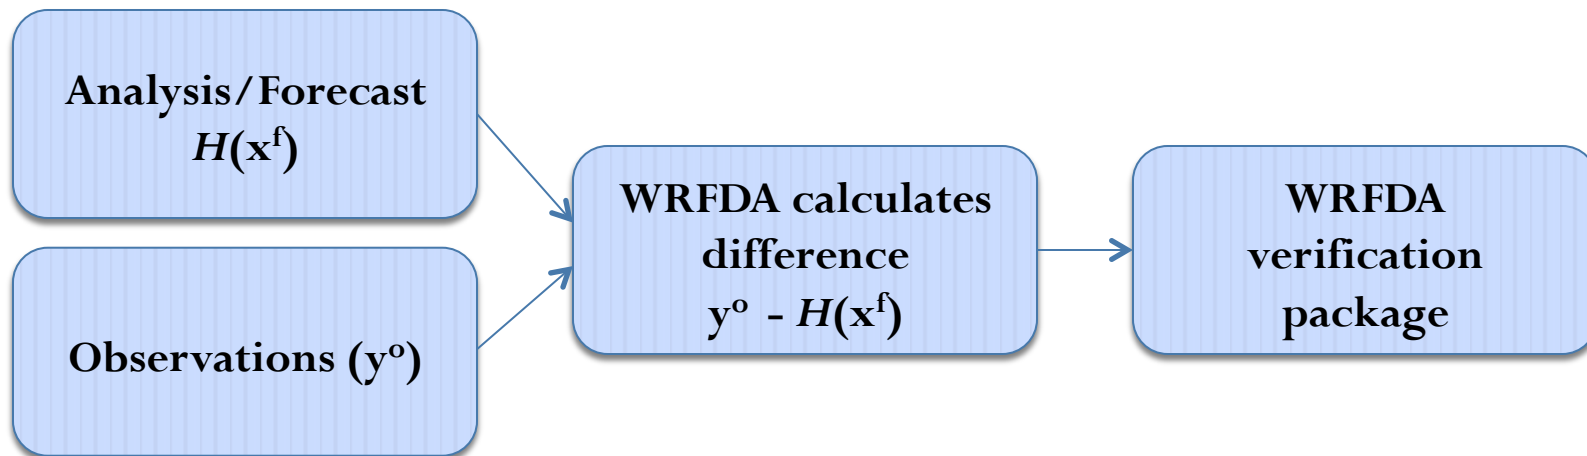 Analysis/Forecast
H(xᶠ)
Observations (yᵒ)
WRFDA calculates
difference
yᵒ - H(xᶠ)
WRFDA
verification
package